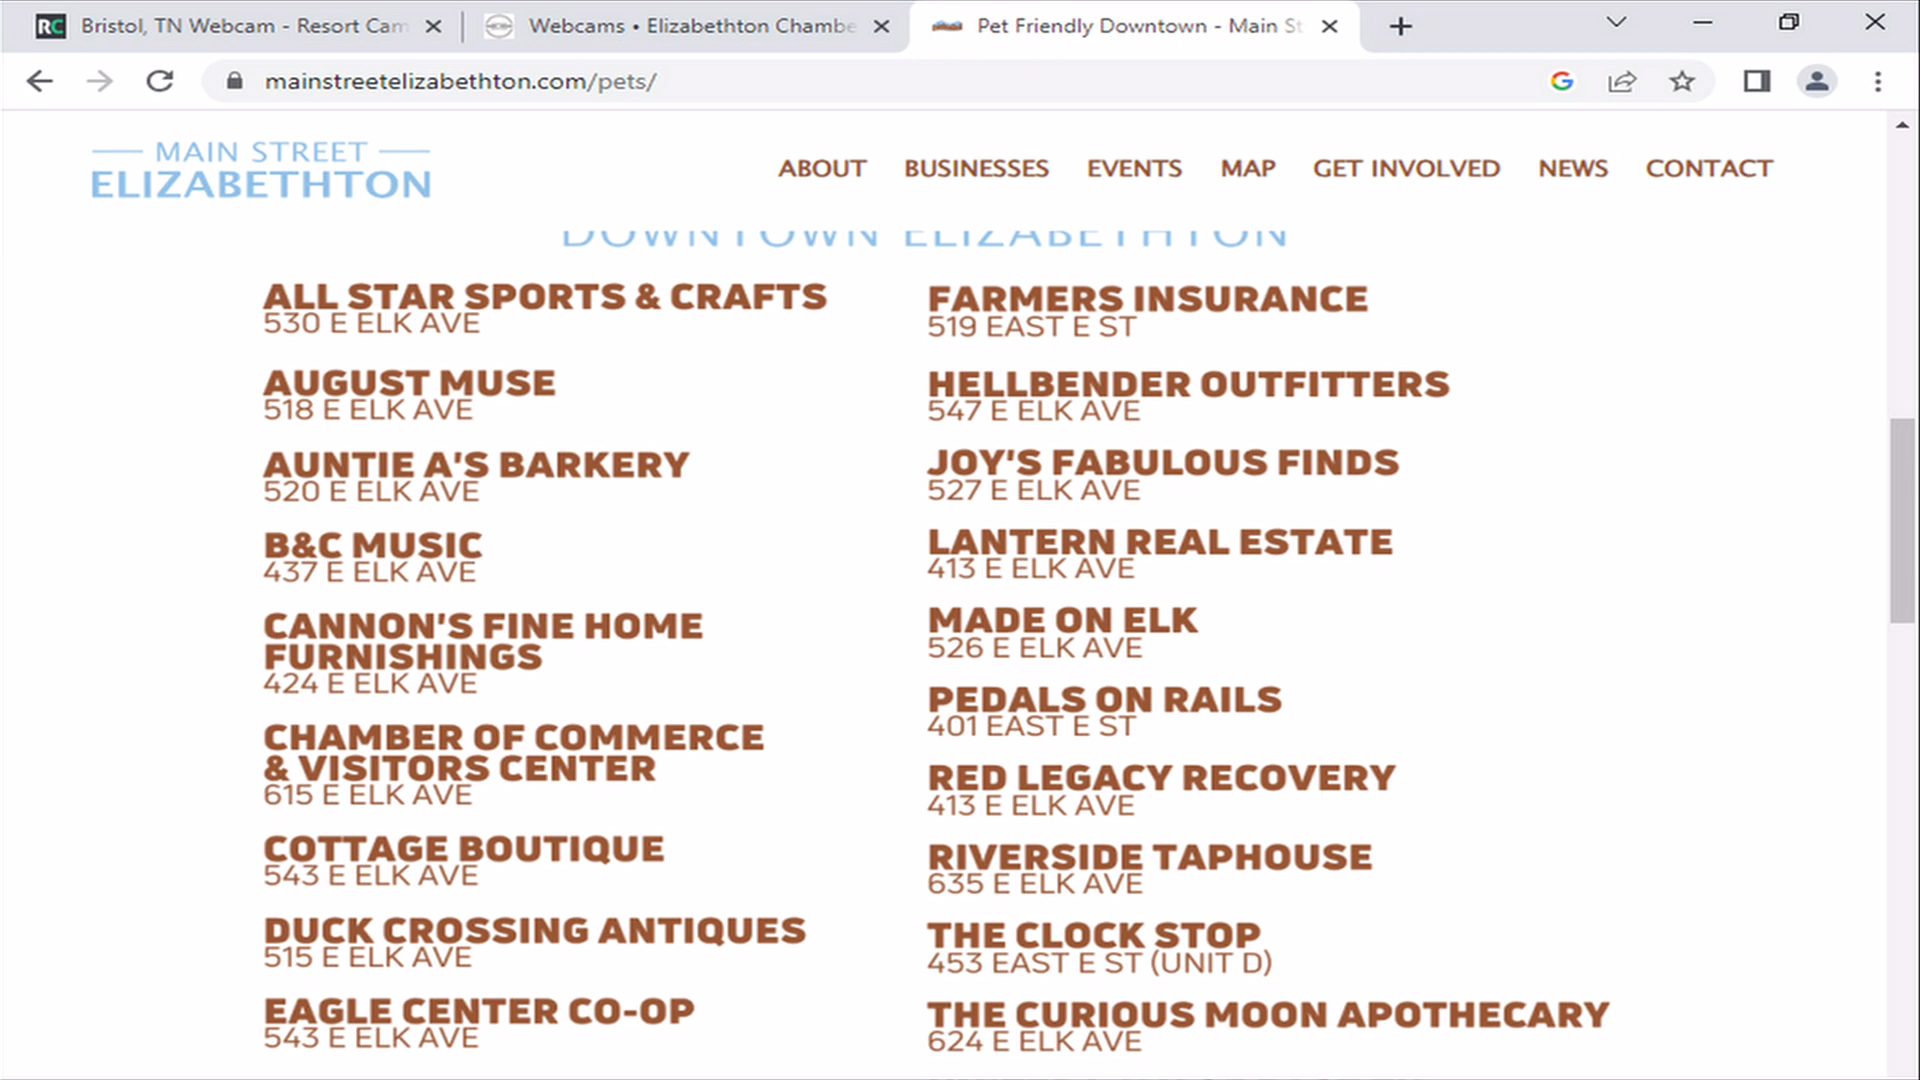 Bristol, TN Webcam - Resort Cam
Webcams • Elizabethton Chambe
Pet Friendly Downtown - Main St
mainstreetelizabethton.com/pets/
MAIN STREET
ELIZABETHTON
ABOUT BUSINESSES EVENTS MAP GET INVOLVED NEWS CONTACT
DOWNTOWN ELIZABETHTON
ALL STAR SPORTS & CRAFTS
530 E ELK AVE
AUGUST MUSE
518 E ELK AVE
AUNTIE A'S BARKERY
520 E ELK AVE
B&C MUSIC
437 E ELK AVE
CANNON'S FINE HOME
FURNISHINGS
424 E ELK AVE
CHAMBER OF COMMERCE
& VISITORS CENTER
615 E ELK AVE
COTTAGE BOUTIQUE
543 E ELK AVE
DUCK CROSSING ANTIQUES
515 E ELK AVE
EAGLE CENTER CO-OP
543 E ELK AVE
FARMERS INSURANCE
519 EAST E ST
HELLBENDER OUTFITTERS
547 E ELK AVE
JOY'S FABULOUS FINDS
527 E ELK AVE
LANTERN REAL ESTATE
413 E ELK AVE
MADE ON ELK
526 E ELK AVE
PEDALS ON RAILS
401 EAST E ST
RED LEGACY RECOVERY
413 E ELK AVE
RIVERSIDE TAPHOUSE
635 E ELK AVE
THE CLOCK STOP
453 EAST E ST (UNIT D)
THE CURIOUS MOON APOTHECARY
624 E ELK AVE